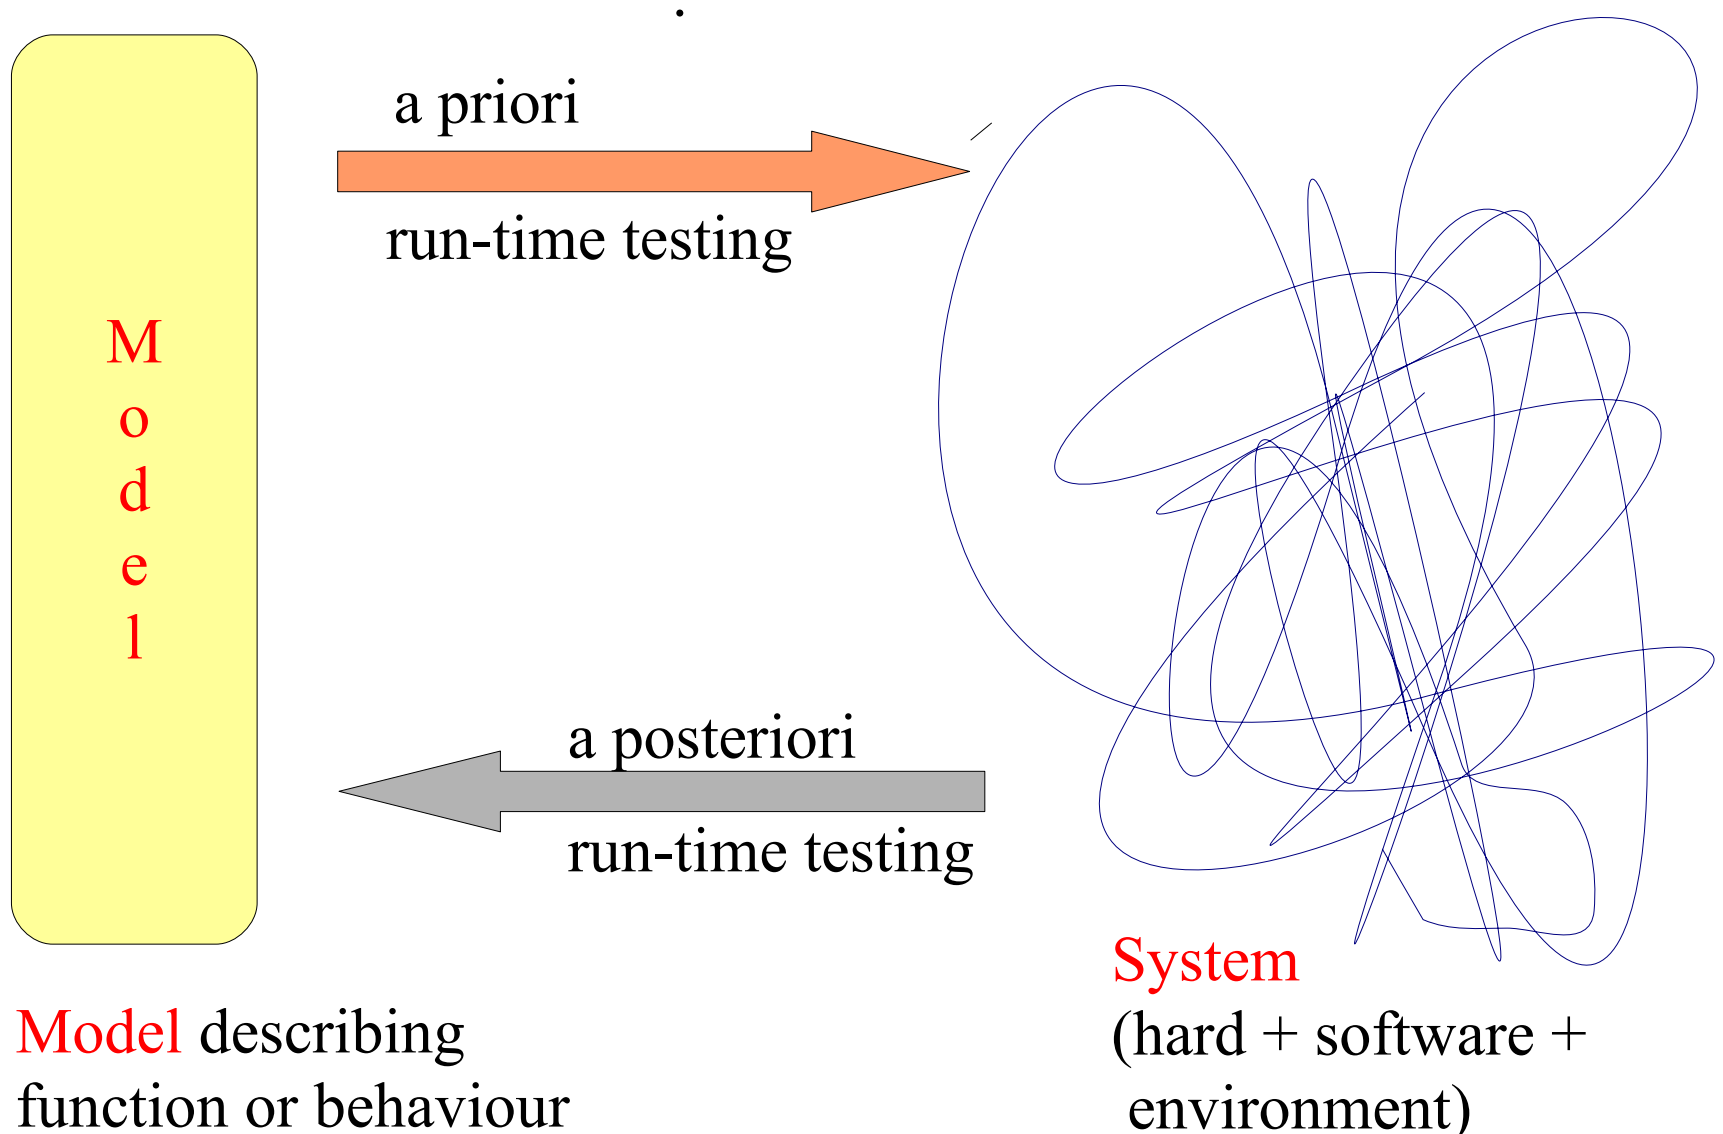 .
a priori
run-time testing
M
o
d
e
l
a posteriori
run-time testing
System
(hard + software +
environment)
Model describing
function or behaviour